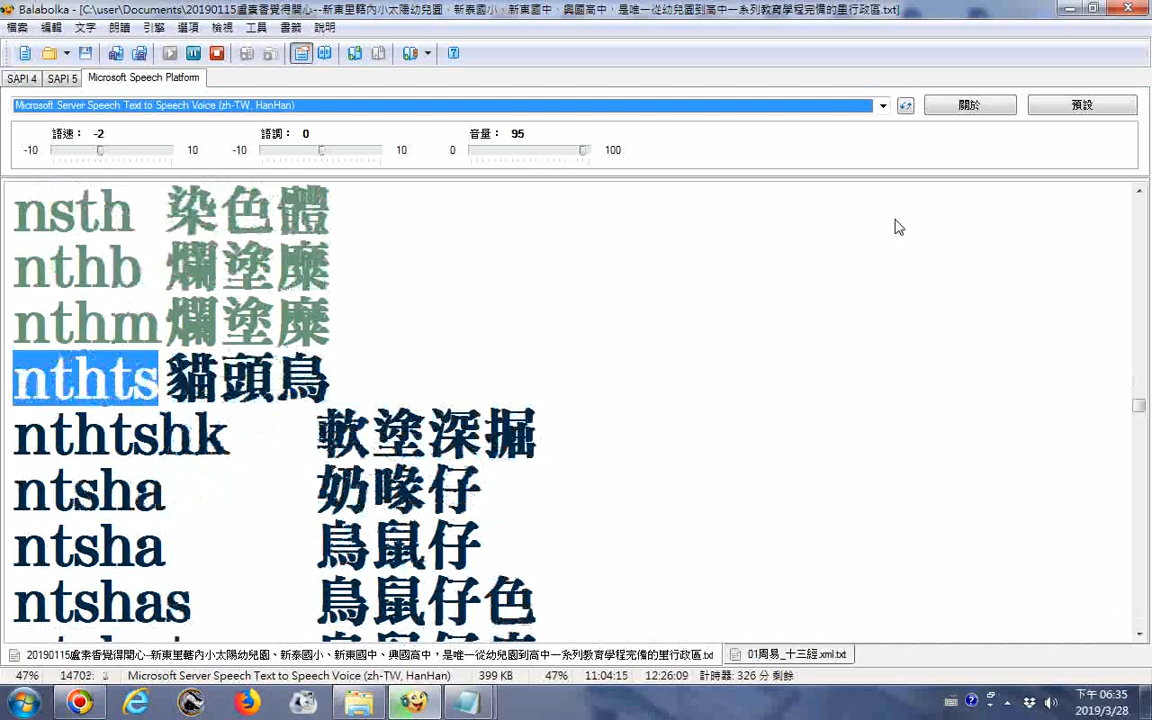 Balabolka - [C:\user\Documents\20190115盧素香覺得開心--新東里轄內小太陽幼兒園、新泰國小、新東國中、興國高中，是唯一從幼兒園到高中一系列教育學程完備的里行政區.txt]
檔案 編輯 文字 朗讀 引擎 選項 檢視 工具 書籤 說明
SAPI 4 SAPI 5 Microsoft Speech Platform
Microsoft Server Speech Text to Speech Voice (zh-TW, HanHan) 關於 預設
語速： -2 語調： 0 音量： 95
-10 10 -10 10 0 100
nsth 染色體
nthb 爛塗糜
nthm 爛塗糜
nthts 貓頭鳥
nthtshk 軟塗深掘
ntsha 奶喙仔
ntsha 鳥鼠仔
ntshas 鳥鼠仔色
20190115盧素香覺得開心--新東里轄內小太陽幼兒園、新泰國小、新東國中、興國高中，是唯一從幼兒園到高中一系列教育學程完備的里行政區.txt 01周易_十三經.xml.txt
47% 14702: Microsoft Server Speech Text to Speech Voice (zh-TW, HanHan) 399 KB 47% 11:04:15 12:26:09 計時器: 326 分 剩餘
下午 06:35
2019/3/28